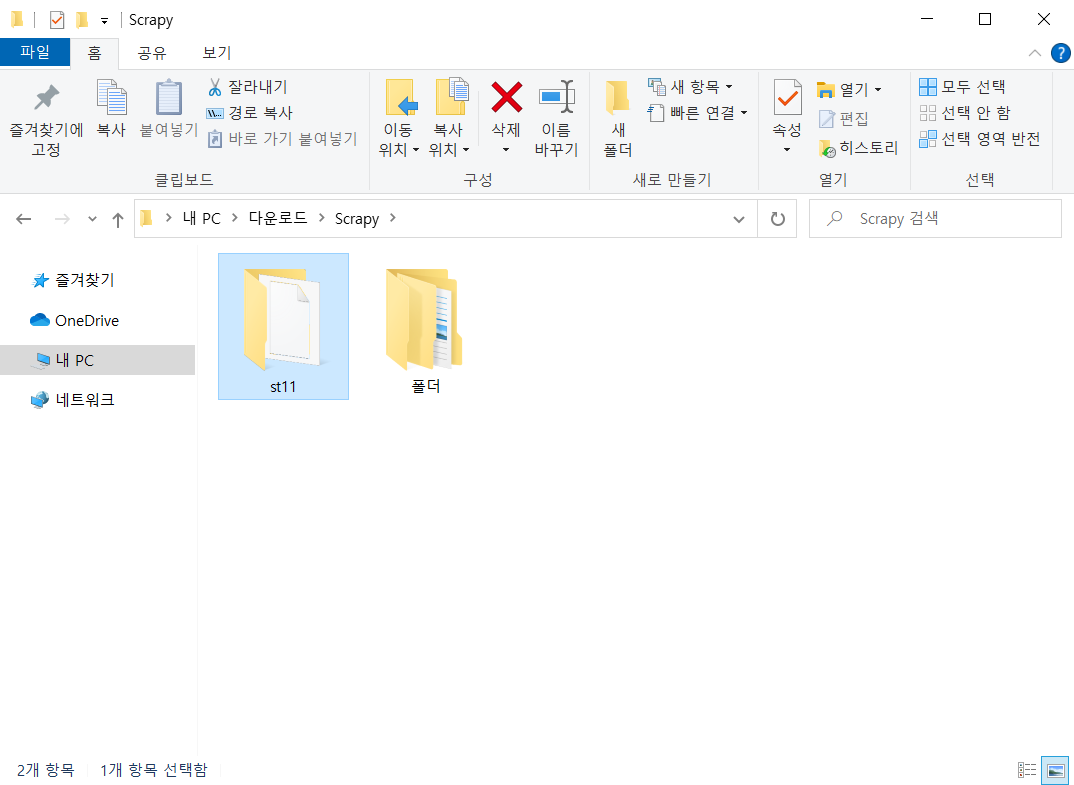 Scrapy
파일 홈 공유 보기
즐겨찾기에 고정
복사
붙여넣기
잘라내기
경로 복사
바로 가기 붙여넣기
클립보드
이동 위치
복사 위치
삭제
이름 바꾸기
구성
새 폴더
새 항목
빠른 연결
새로 만들기
속성
열기
편집
히스토리
열기
모두 선택
선택 안 함
선택 영역 반전
선택
내 PC > 다운로드 > Scrapy >
Scrapy 검색
즐겨찾기
OneDrive
내 PC
네트워크
st11
폴더
2개 항목 1개 항목 선택함